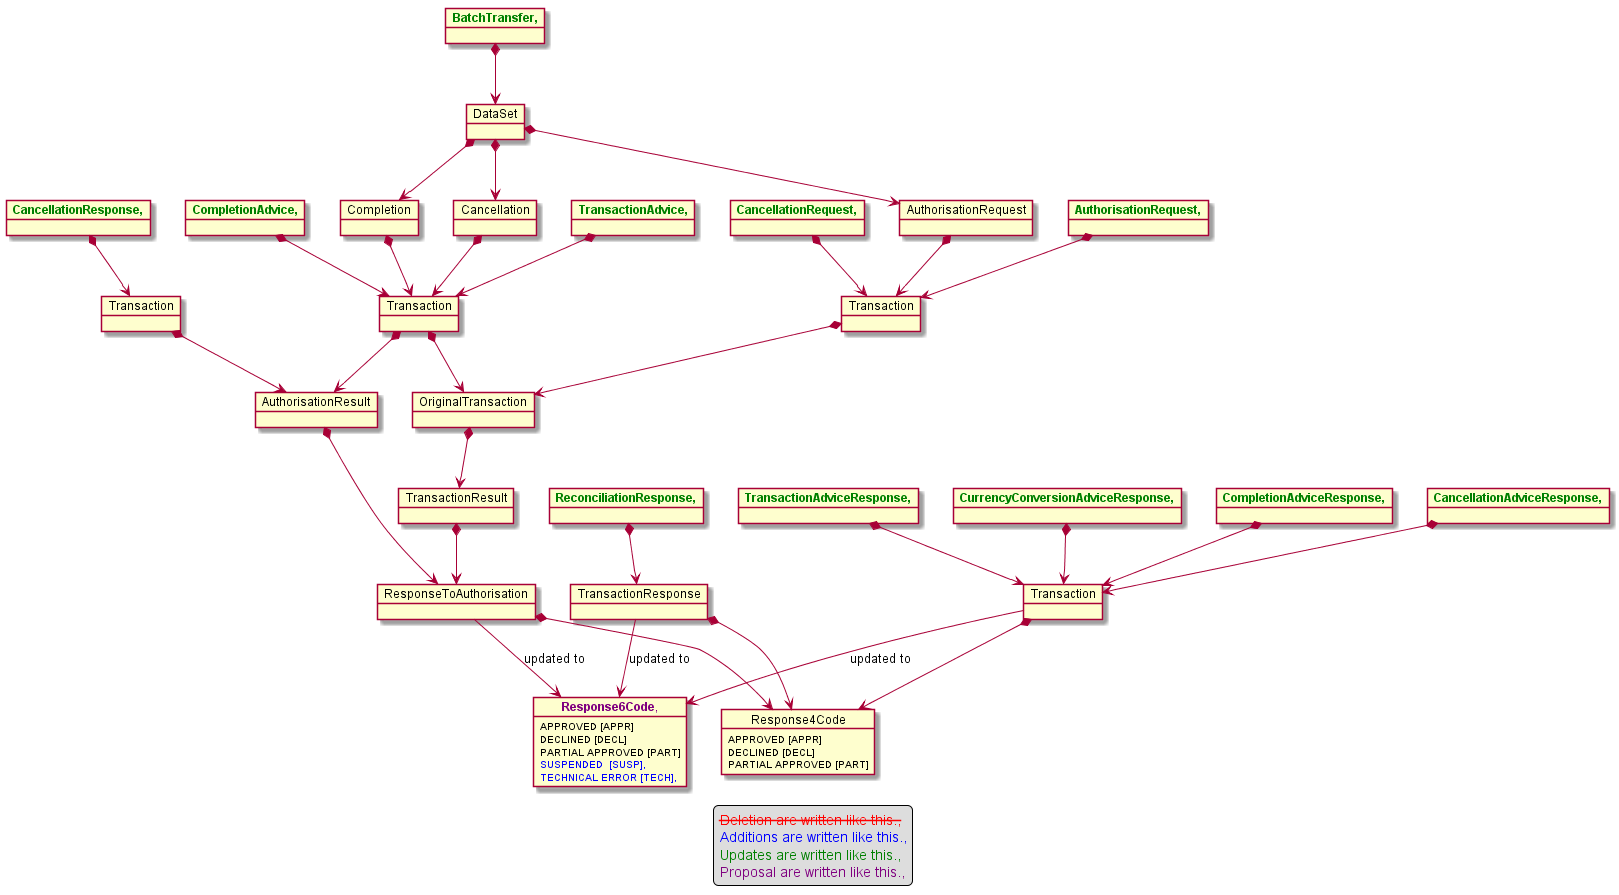 BatchTransfer,
DataSet
CancellationResponse,
CompletionAdvice,
Completion
Cancellation
TransactionAdvice,
CancellationRequest,
AuthorisationRequest
AuthorisationRequest,
Transaction
Transaction
Transaction
AuthorisationResult
OriginalTransaction
TransactionResult
ReconciliationResponse,
TransactionAdviceResponse,
CurrencyConversionAdviceResponse,
CompletionAdviceResponse,
CancellationAdviceResponse,
ResponseToAuthorisation
TransactionResponse
Transaction
updated to
updated to
updated to
Response6Code,
APPROVED [APPR]
DECLINED [DECL]
PARTIAL APPROVED [PART]
SUSPENDED  [SUSP],
TECHNICAL ERROR [TECH],
Response4Code
APPROVED [APPR]
DECLINED [DECL]
PARTIAL APPROVED [PART]
Deletion are written like this.,
Additions are written like this.,
Updates are written like this.,
Proposal are written like this.,